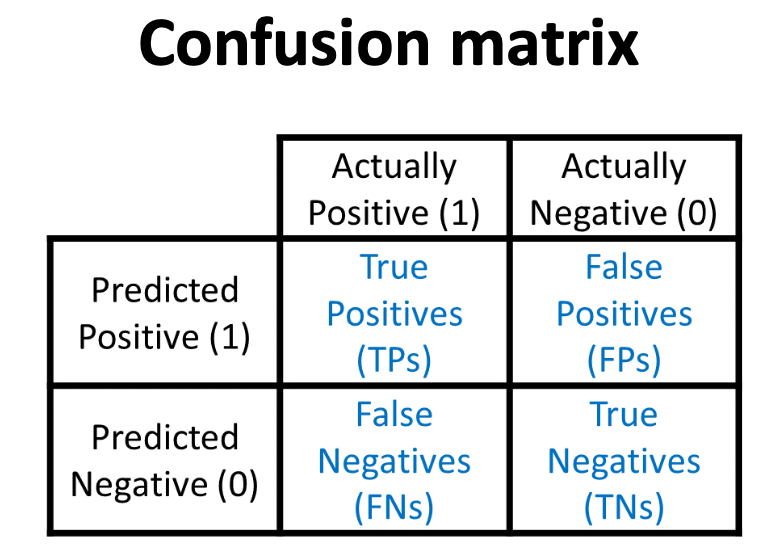 Confusion matrix
Actually
Positive (1)
Actually
Negative (0)
Predicted
Positive (1)
True
Positives
(TPs)
False
Positives
(FPs)
Predicted
Negative (0)
False
Negatives
(FNs)
True
Negatives
(TNs)